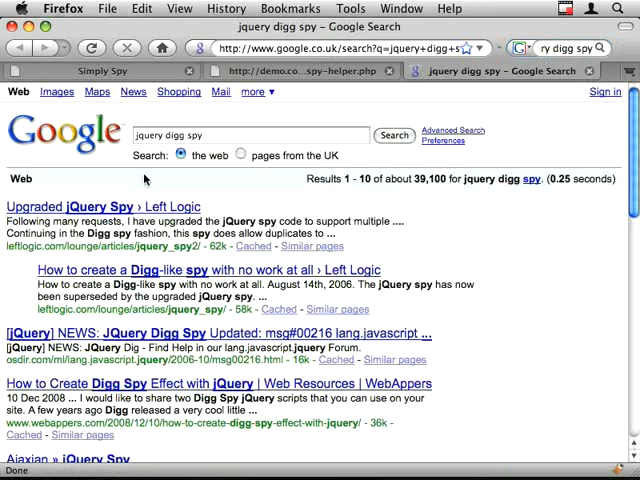 Firefox File Edit View History Bookmarks Tools Window Help
jquery digg spy - Google Search
http://www.google.co.uk/search?q=jquery+digg+s
ry digg spy
Simply Spy
http://demo.co...spy-helper.php
jquery digg spy - Google Search
Web Images Maps News Shopping Mail more ▼
Sign in
Google
jquery digg spy
Search
Advanced Search
Preferences
Search: the web pages from the UK
Web
Results 1 - 10 of about 39,100 for jquery digg spy. (0.25 seconds)
Upgraded jQuery Spy › Left Logic
Following many requests, I have upgraded the jQuery spy code to support multiple ....
Continuing in the Digg spy fashion, this spy does allow duplicates to ...
leftlogic.com/lounge/articles/jquery_spy2/ - 62k - Cached - Similar pages
How to create a Digg-like spy with no work at all › Left Logic
How to create a Digg-like spy with no work at all. August 14th, 2006. The jQuery spy has now
been superseded by the upgraded jQuery spy. ...
leftlogic.com/lounge/articles/jquery_spy/ - 58k - Cached - Similar pages
[jQuery] NEWS: JQuery Digg Spy Updated: msg#00216 lang.javascript ...
[jQuery] NEWS: JQuery Dig - Find Help in our lang.javascript.jquery Forum.
osdir.com/ml/lang.javascript.jquery/2006-10/msg00216.html - 16k - Cached - Similar pages
How to Create Digg Spy Effect with jQuery | Web Resources | WebAppers
10 Dec 2008 ... I would like to share two Digg Spy jQuery scripts that you can use on your
site. A few years ago Digg released a very cool little ...
www.webappers.com/2008/12/10/how-to-create-digg-spy-effect-with-jquery/ - 36k -
Cached - Similar pages
Ajaxian » jQuery Spy
Done